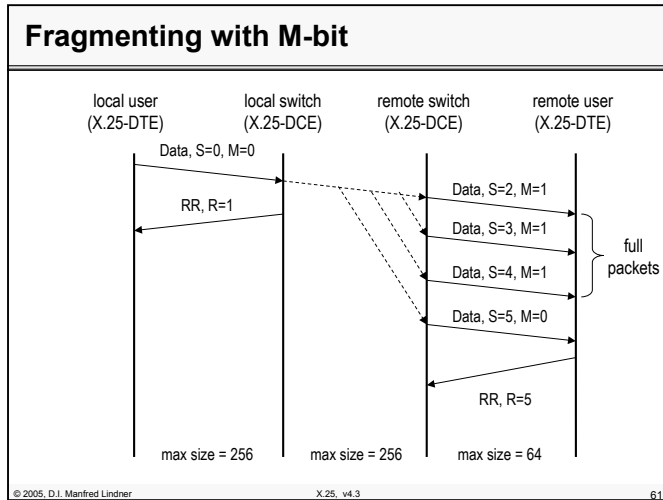 Fragmenting with M-bit
local user
(X.25-DTE)
local switch
(X.25-DCE)
remote switch
(X.25-DCE)
remote user
(X.25-DTE)
Data, S=0, M=0
RR, R=1
Data, S=2, M=1
Data, S=3, M=1
Data, S=4, M=1
full
packets
Data, S=5, M=0
RR, R=5
max size = 256
max size = 256
max size = 64
© 2005, D.I. Manfred Lindner
X.25, v4.3
61